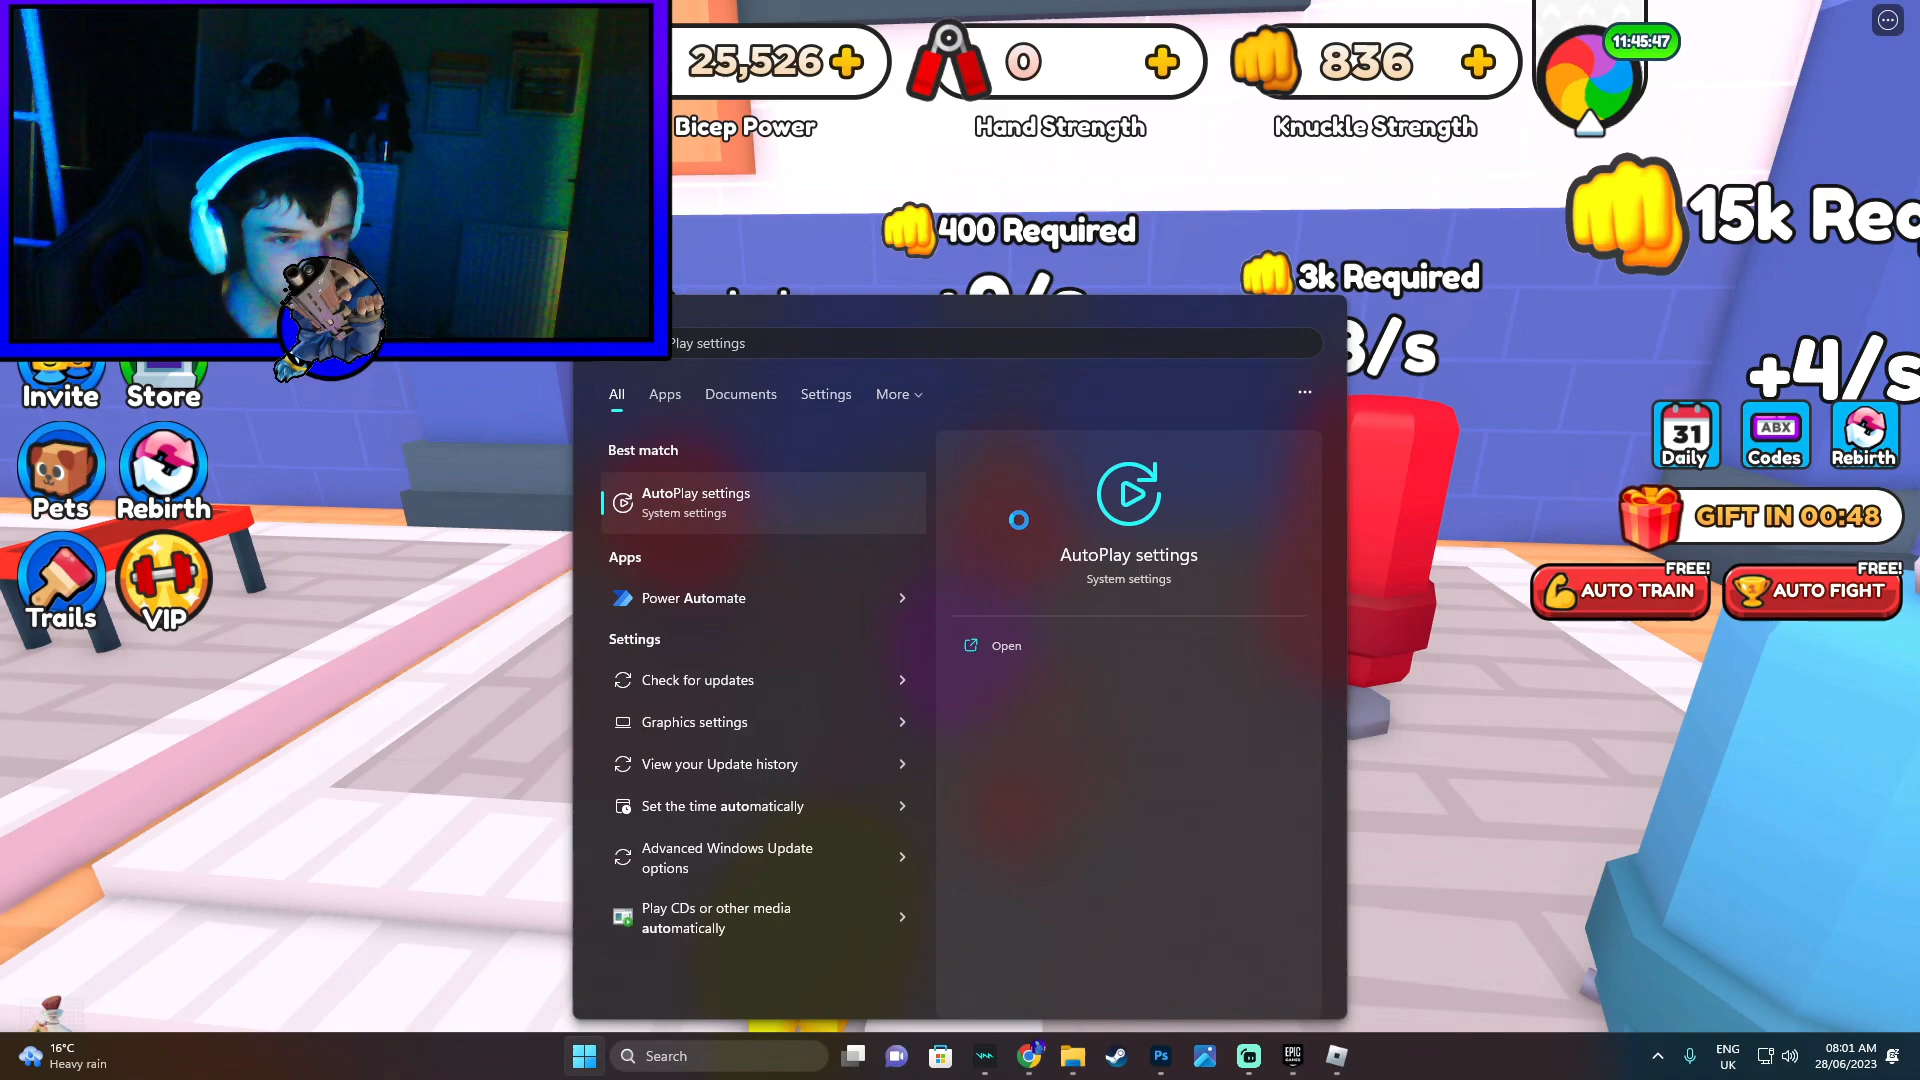 25,526
0
836
11:45:47
Bicep Power
Hand Strength
Knuckle Strength
400 Required
3k Required
15k Req
3/s
+4/s
Play settings
All
Apps
Documents
Settings
More
Best match
AutoPlay settings
System settings
Apps
Power Automate
Settings
Check for updates
Graphics settings
View your Update history
Set the time automatically
Advanced Windows Update
options
Play CDs or other media
automatically
AutoPlay settings
System settings
Open
Invite
Store
Pets
Rebirth
Trails
VIP
31
Daily
ABX
Codes
Rebirth
GIFT IN 00:48
FREE!
AUTO TRAIN
FREE!
AUTO FIGHT
16°C
Heavy rain
Search
Ps
EPIC
GAMES
ENG
UK
08:01 AM
28/06/2023